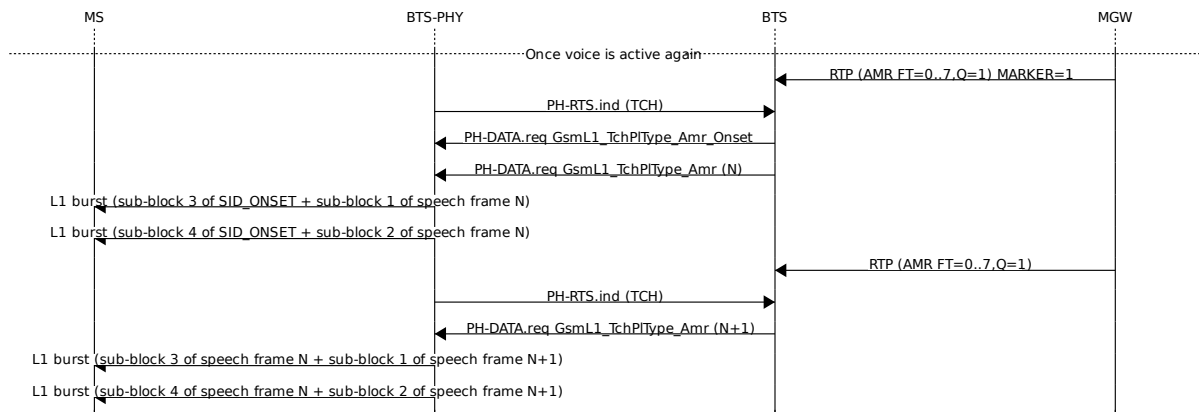 MS BTS-PHY BTS MGW
Once voice is active again
RTP (AMR FT=0..7,Q=1) MARKER=1
PH-RTS.ind (TCH)
PH-DATA.req GsmL1_TchPlType_Amr_Onset
PH-DATA.req GsmL1_TchPlType_Amr (N)
L1 burst (sub-block 3 of SID_ONSET + sub-block 1 of speech frame N)
L1 burst (sub-block 4 of SID_ONSET + sub-block 2 of speech frame N)
RTP (AMR FT=0..7,Q=1)
PH-RTS.ind (TCH)
PH-DATA.req GsmL1_TchPlType_Amr (N+1)
L1 burst (sub-block 3 of speech frame N + sub-block 1 of speech frame N+1)
L1 burst (sub-block 4 of speech frame N + sub-block 2 of speech frame N+1)